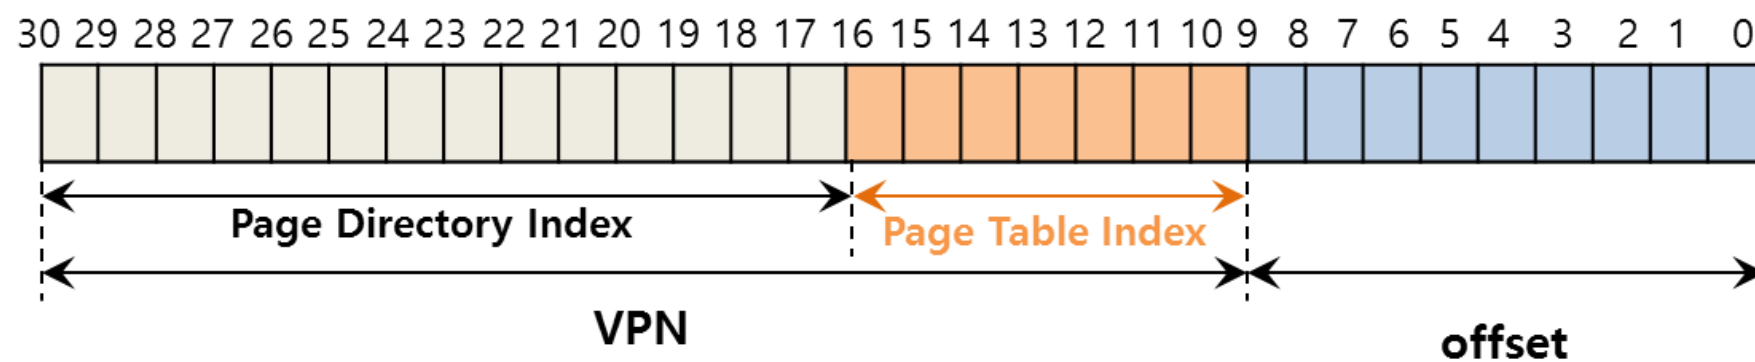 30 29 28 27 26 25 24 23 22 21 20 19 18 17 16 15 14 13 12 11 10 9 8 7 6 5 4 3 2 1 0
Page Directory Index
Page Table Index
VPN
offset